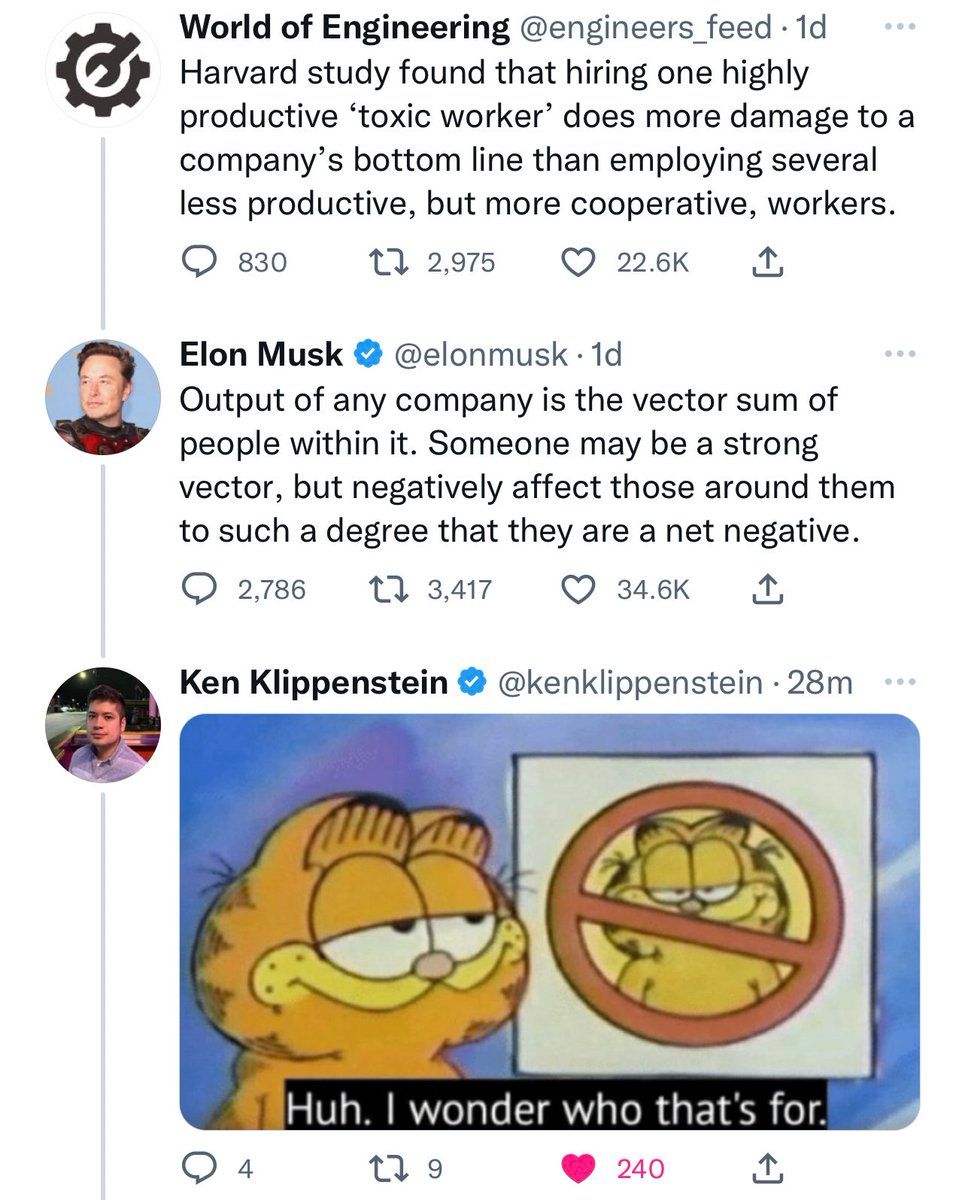 World of Engineering @engineers_feed · 1d
Harvard study found that hiring one highly
productive ‘toxic worker’ does more damage to a
company’s bottom line than employing several
less productive, but more cooperative, workers.
830 2,975 22.6K
Elon Musk @elonmusk · 1d
Output of any company is the vector sum of
people within it. Someone may be a strong
vector, but negatively affect those around them
to such a degree that they are a net negative.
2,786 3,417 34.6K
Ken Klippenstein @kenklippenstein · 28m
Huh. I wonder who that's for.
4 9 240